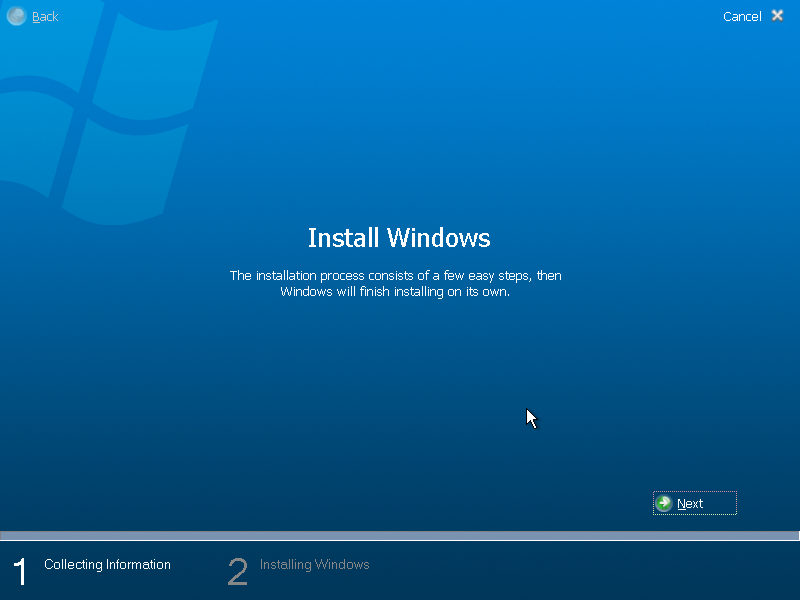 Back
Cancel
Install Windows
The installation process consists of a few easy steps, then
Windows will finish installing on its own.
Next
1 Collecting Information
2 Installing Windows